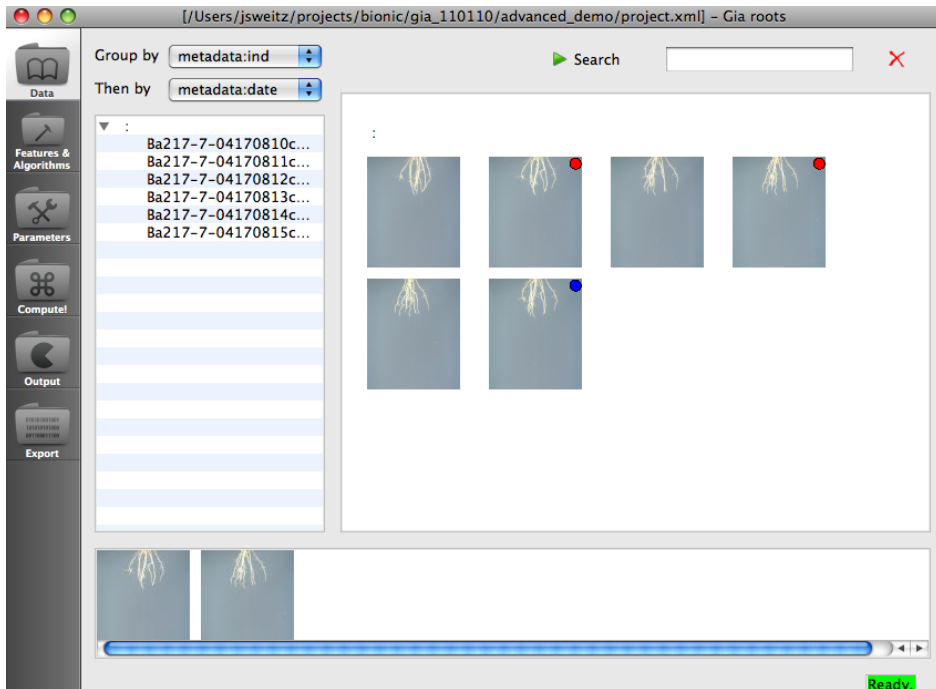 [/Users/jsweitz/projects/bionic/gia_110110/advanced_demo/project.xml] – Gia roots
Data
Features &
Algorithms
Parameters
Compute!
Output
Export
Group by metadata:ind
Then by metadata:date
:
Ba217-7-04170810c...
Ba217-7-04170811c...
Ba217-7-04170812c...
Ba217-7-04170813c...
Ba217-7-04170814c...
Ba217-7-04170815c...
Search
:
Ready.